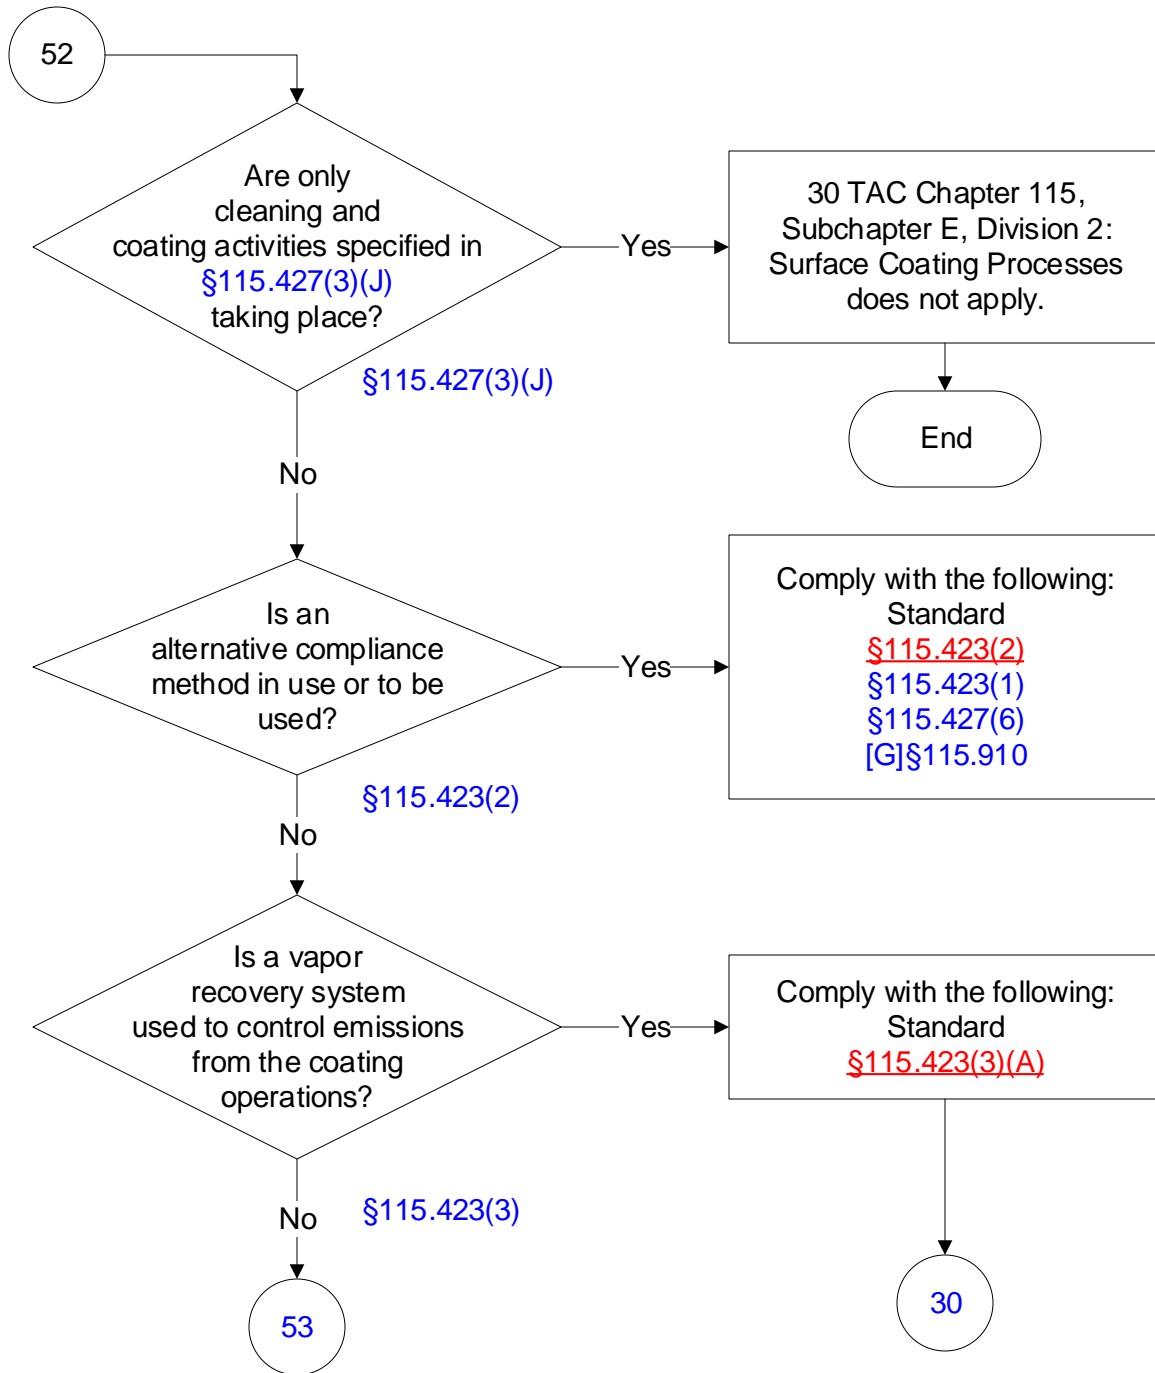 52
Are only
cleaning and
coating activities specified in
§115.427(3)(J)
taking place?
Yes
30 TAC Chapter 115,
Subchapter E, Division 2:
Surface Coating Processes
does not apply.
§115.427(3)(J)
End
No
Is an
alternative compliance
method in use or to be
used?
Yes
Comply with the following:
Standard
§115.423(2)
§115.423(1)
§115.427(6)
[G]§115.910
§115.423(2)
No
Is a vapor
recovery system
used to control emissions
from the coating
operations?
Yes
Comply with the following:
Standard
§115.423(3)(A)
§115.423(3)
No
53
30